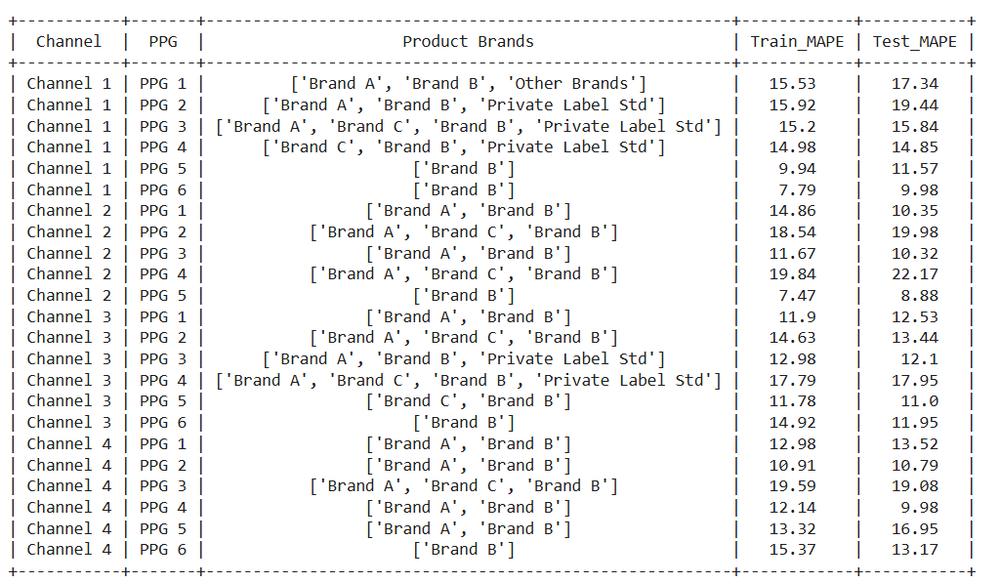 +-----------+-------+--------------------------------------------------------+------------+-----------+
| Channel | PPG | Product Brands | Train_MAPE | Test_MAPE |
+-----------+-------+--------------------------------------------------------+------------+-----------+
| Channel 1 | PPG 1 | ['Brand A', 'Brand B', 'Other Brands'] | 15.53 | 17.34 |
| Channel 1 | PPG 2 | ['Brand A', 'Brand B', 'Private Label Std'] | 15.92 | 19.44 |
| Channel 1 | PPG 3 | ['Brand A', 'Brand C', 'Brand B', 'Private Label Std'] | 15.2 | 15.84 |
| Channel 1 | PPG 4 | ['Brand C', 'Brand B', 'Private Label Std'] | 14.98 | 14.85 |
| Channel 1 | PPG 5 | ['Brand B'] | 9.94 | 11.57 |
| Channel 1 | PPG 6 | ['Brand B'] | 7.79 | 9.98 |
| Channel 2 | PPG 1 | ['Brand A', 'Brand B'] | 14.86 | 10.35 |
| Channel 2 | PPG 2 | ['Brand A', 'Brand C', 'Brand B'] | 18.54 | 19.98 |
| Channel 2 | PPG 3 | ['Brand A', 'Brand B'] | 11.67 | 10.32 |
| Channel 2 | PPG 4 | ['Brand A', 'Brand C', 'Brand B'] | 19.84 | 22.17 |
| Channel 2 | PPG 5 | ['Brand B'] | 7.47 | 8.88 |
| Channel 3 | PPG 1 | ['Brand A', 'Brand B'] | 11.9 | 12.53 |
| Channel 3 | PPG 2 | ['Brand A', 'Brand C', 'Brand B'] | 14.63 | 13.44 |
| Channel 3 | PPG 3 | ['Brand A', 'Brand B', 'Private Label Std'] | 12.98 | 12.1 |
| Channel 3 | PPG 4 | ['Brand A', 'Brand C', 'Brand B', 'Private Label Std'] | 17.79 | 17.95 |
| Channel 3 | PPG 5 | ['Brand C', 'Brand B'] | 11.78 | 11.0 |
| Channel 3 | PPG 6 | ['Brand B'] | 14.92 | 11.95 |
| Channel 4 | PPG 1 | ['Brand A', 'Brand B'] | 12.98 | 13.52 |
| Channel 4 | PPG 2 | ['Brand A', 'Brand B'] | 10.91 | 10.79 |
| Channel 4 | PPG 3 | ['Brand A', 'Brand C', 'Brand B'] | 19.59 | 19.08 |
| Channel 4 | PPG 4 | ['Brand A', 'Brand B'] | 12.14 | 9.98 |
| Channel 4 | PPG 5 | ['Brand A', 'Brand B'] | 13.32 | 16.95 |
| Channel 4 | PPG 6 | ['Brand B'] | 15.37 | 13.17 |
+-----------+-------+--------------------------------------------------------+------------+-----------+